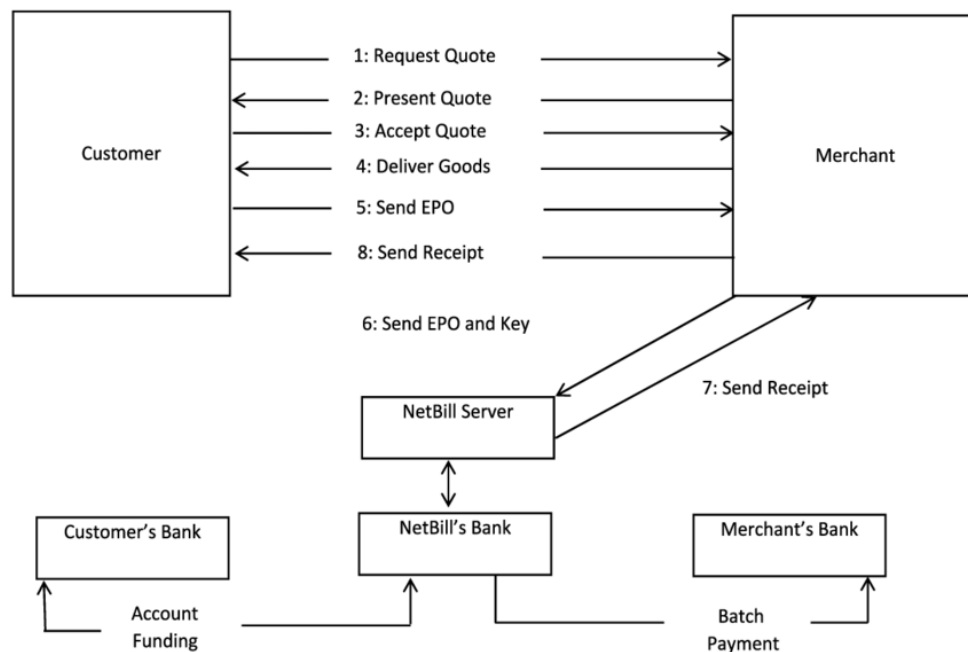 1: Request Quote
2: Present Quote
3: Accept Quote
Customer
Merchant
4: Deliver Goods
5: Send EPO
8: Send Receipt
6: Send EPO and Key
7: Send Receipt
NetBill Server
Customer’s Bank
NetBill’s Bank
Merchant’s Bank
Account
Funding
Batch
Payment